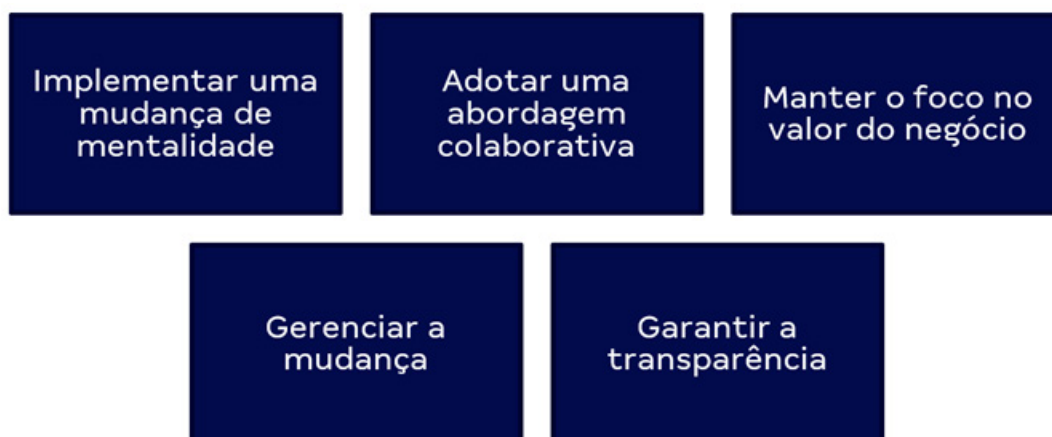 Implementar uma
mudança de
mentalidade
Adotar uma
abordagem
colaborativa
Manter o foco no
valor do negócio
Gerenciar a
mudança
Garantir a
transparência